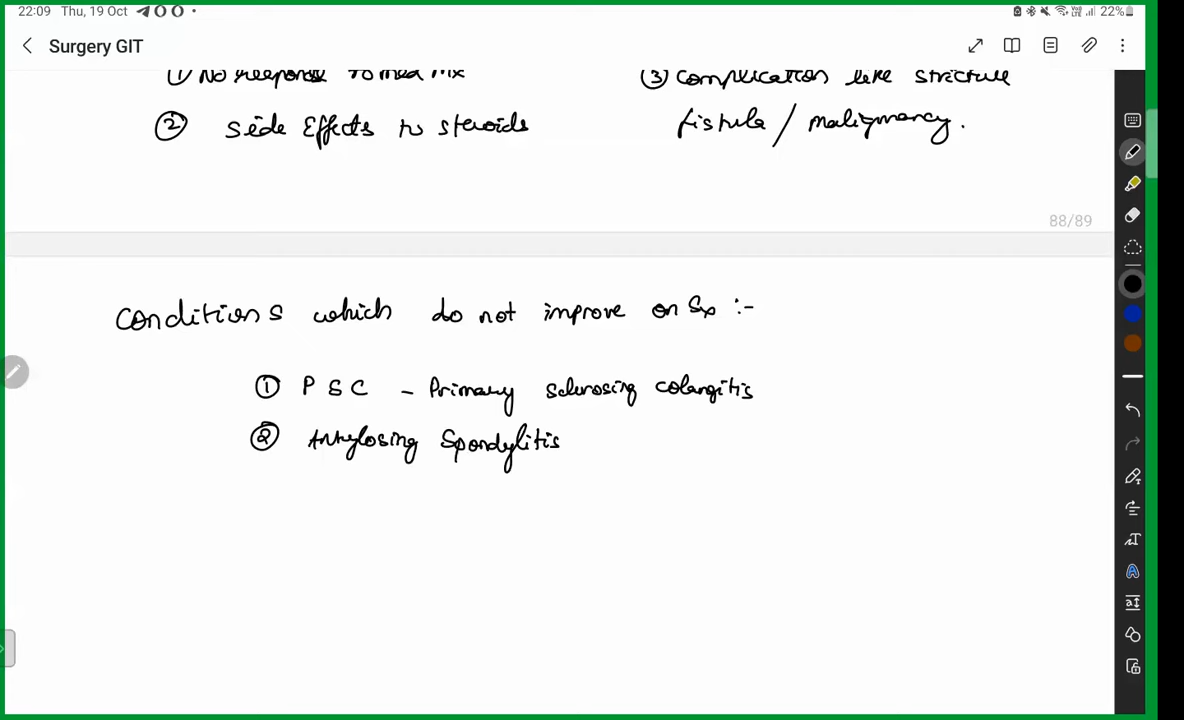 22:09 Thu, 19 Oct
22%
Surgery GIT
① No response to med Mx
③ complication like stricture
② Side Effects to steroids
fistula / malignancy.
88/89
Conditions which do not improve on Sx :-
① PSC - Primary sclerosing colangitis
② Ankylosing Spondylitis